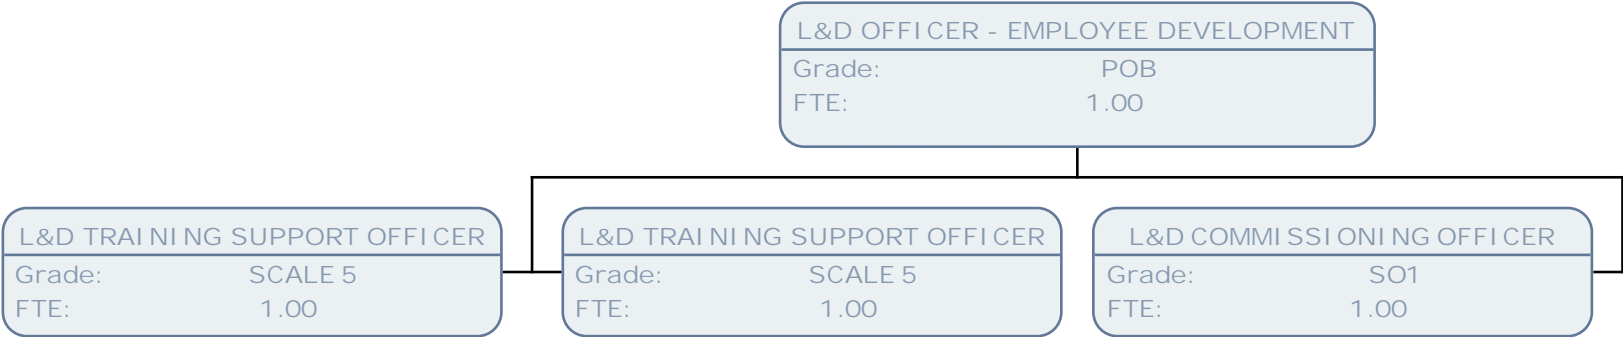 L&D OFFICER - EMPLOYEE DEVELOPMENT
Grade: POB
FTE: 1.00
L&D TRAINING SUPPORT OFFICER
Grade: SCALE 5
FTE: 1.00
L&D TRAINING SUPPORT OFFICER
Grade: SCALE 5
FTE: 1.00
L&D COMMISSIONING OFFICER
Grade: SO1
FTE: 1.00